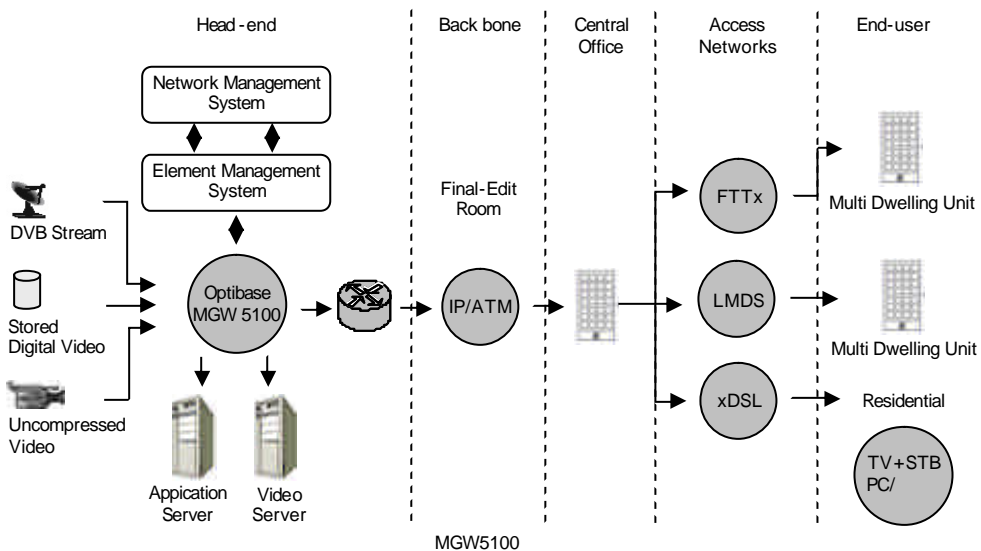 Head-end
Back bone
Central
Office
Access
Networks
End-user
Network Management
System
Element Management
System
DVB Stream
Stored
Digital Video
Uncompressed
Video
Optibase
MGW 5100
Appication
Server
Video
Server
Final-Edit
Room
IP/ATM
FTTx
LMDS
xDSL
Multi Dwelling Unit
Multi Dwelling Unit
Residential
TV+STB
PC/
MGW5100